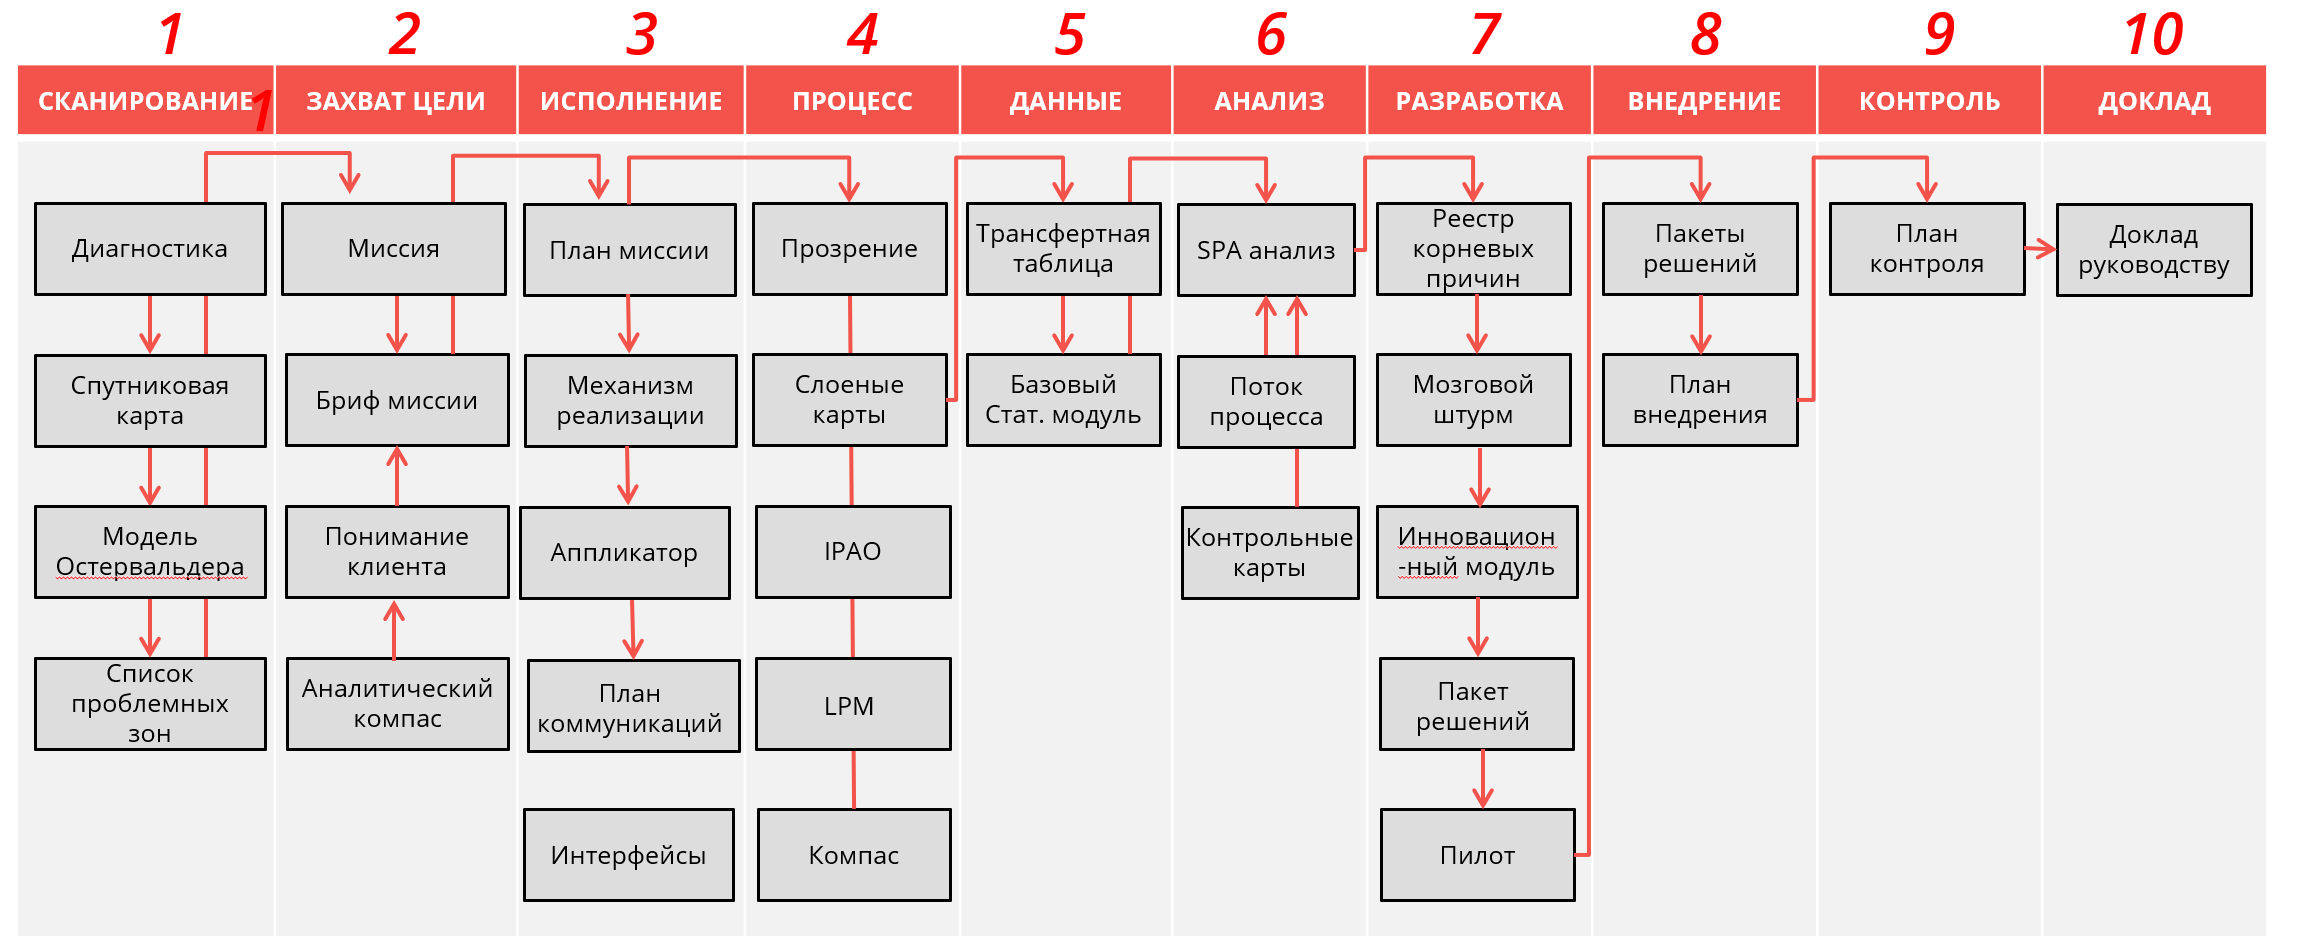 1
2
3
4
5
6
7
8
9
10
СКАНИРОВАНИЕ
1
ЗАХВАТ ЦЕЛИ
ИСПОЛНЕНИЕ
ПРОЦЕСС
ДАННЫЕ
АНАЛИЗ
РАЗРАБОТКА
ВНЕДРЕНИЕ
КОНТРОЛЬ
ДОКЛАД
Диагностика
Спутниковая
карта
Модель
Остервальдера
Список
проблемных
зон
Миссия
Бриф миссии
Понимание
клиента
Аналитический
компас
План миссии
Механизм
реализации
Аппликатор
План
коммуникаций
Интерфейсы
Прозрение
Слоеные
карты
IPAO
LPM
Компас
Трансфертная
таблица
Базовый
Стат. модуль
SPA анализ
Поток
процесса
Контрольные
карты
Реестр
корневых
причин
Мозговой
штурм
Инновацион
-ный модуль
Пакет
решений
Пилот
Пакеты
решений
План
внедрения
План
контроля
Доклад
руководству